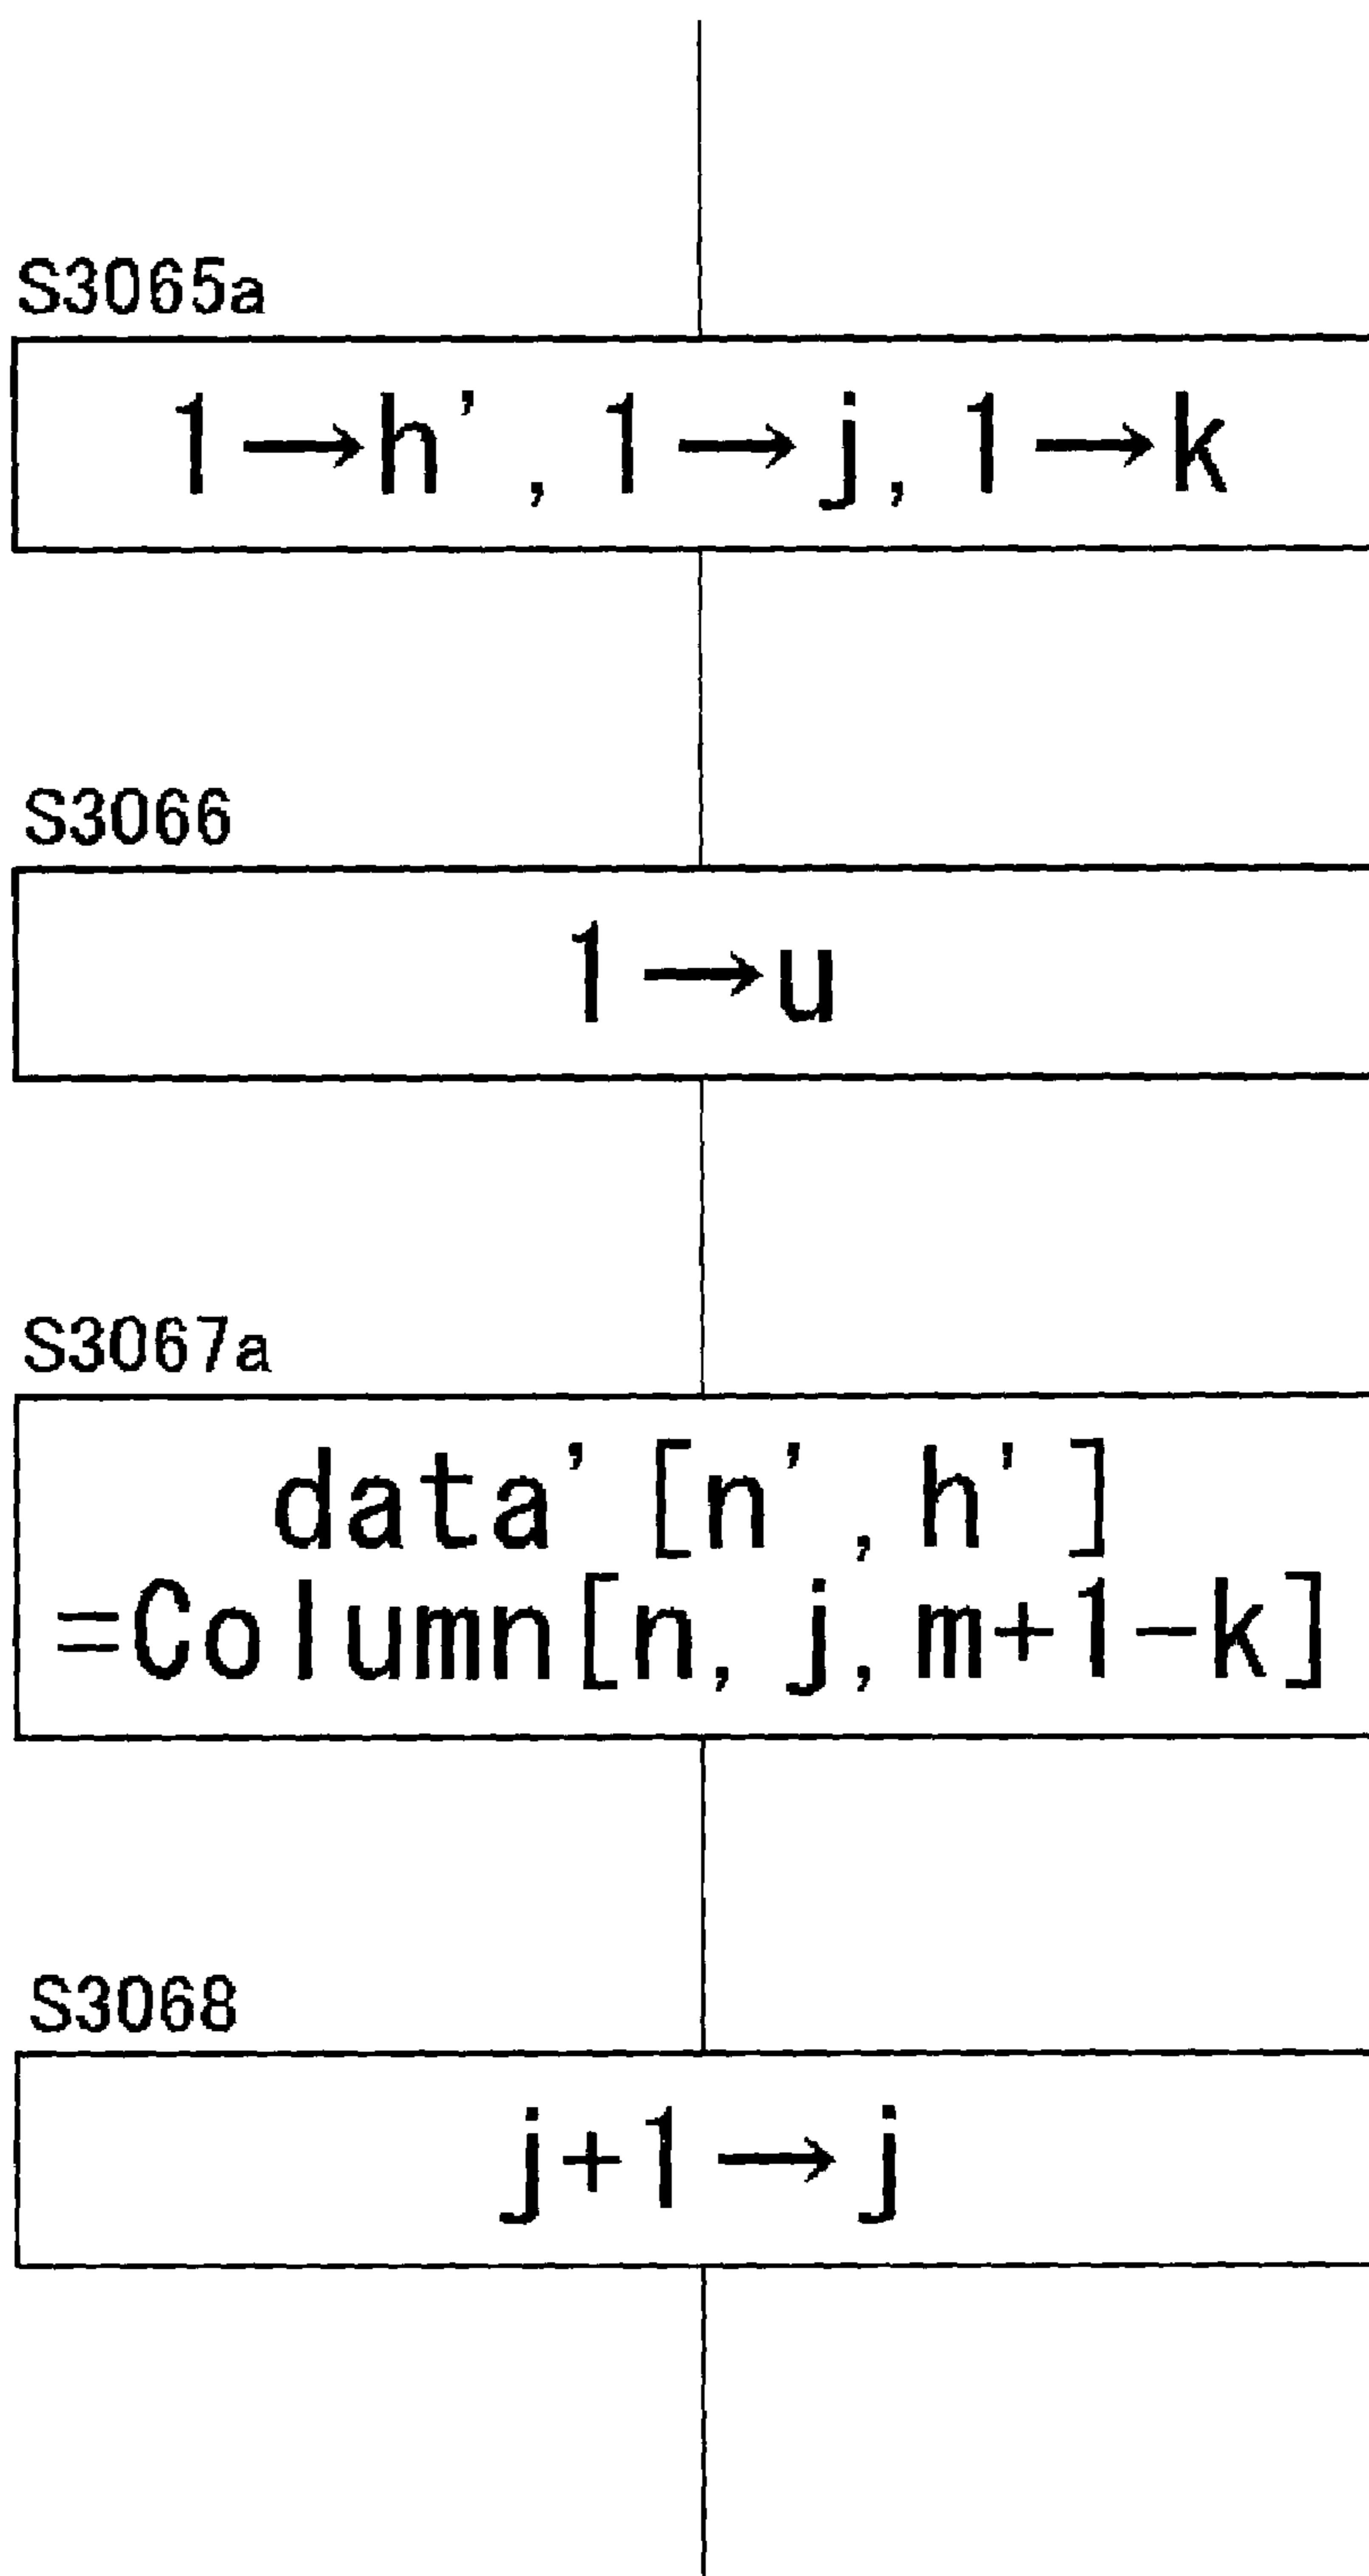 S3065a
1→h', 1→j, 1→k
S3066
1→u
S3067a
data' [n', h']
=Column[n, j, m+1-k]
S3068
j+1→j